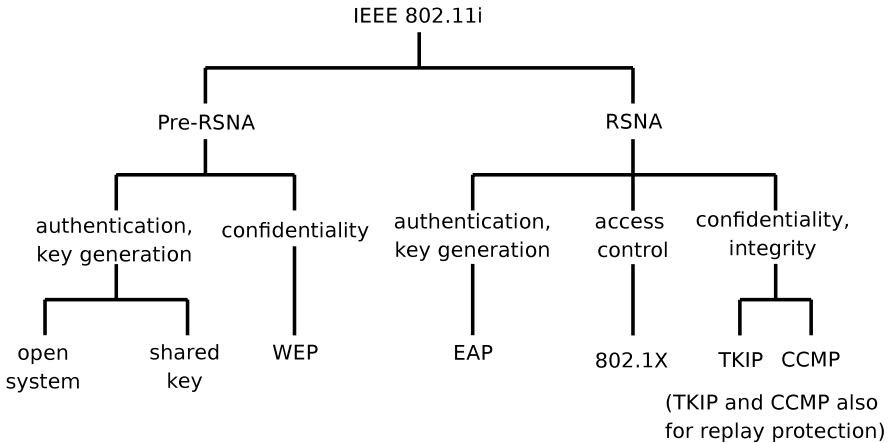 IEEE 802.11i
Pre-RSNA
RSNA
authentication,
key generation
confidentiality
authentication,
key generation
access
control
confidentiality,
integrity
open
system
shared
key
WEP
EAP
802.1X
TKIP
CCMP
(TKIP and CCMP also
for replay protection)